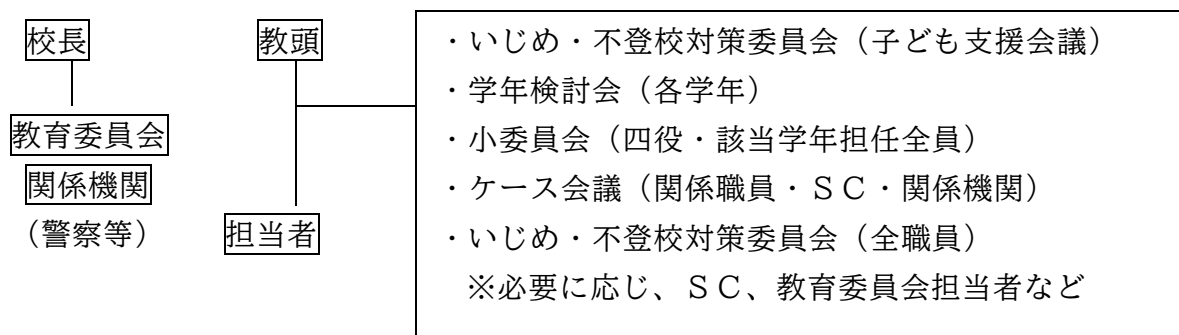 校長
教育委員会
関係機関
（警察等）
教頭
担当者
・いじめ・不登校対策委員会（子ども支援会議）
・学年検討会（各学年）
・小委員会（四役・該当学年担任全員）
・ケース会議（関係職員・ＳＣ・関係機関）
・いじめ・不登校対策委員会（全職員）
※必要に応じ、ＳＣ、教育委員会担当者など